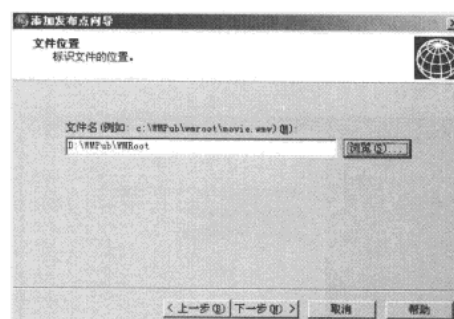 添加发布点向导
文件位置
标识文件的位置。
文件名(例如: c:\WMPub\wmroot\movie.wmv)(M):
D:\WMPub\WMRoot
浏览(S)...
<上一步(B) 下一步(N)> 取消 帮助